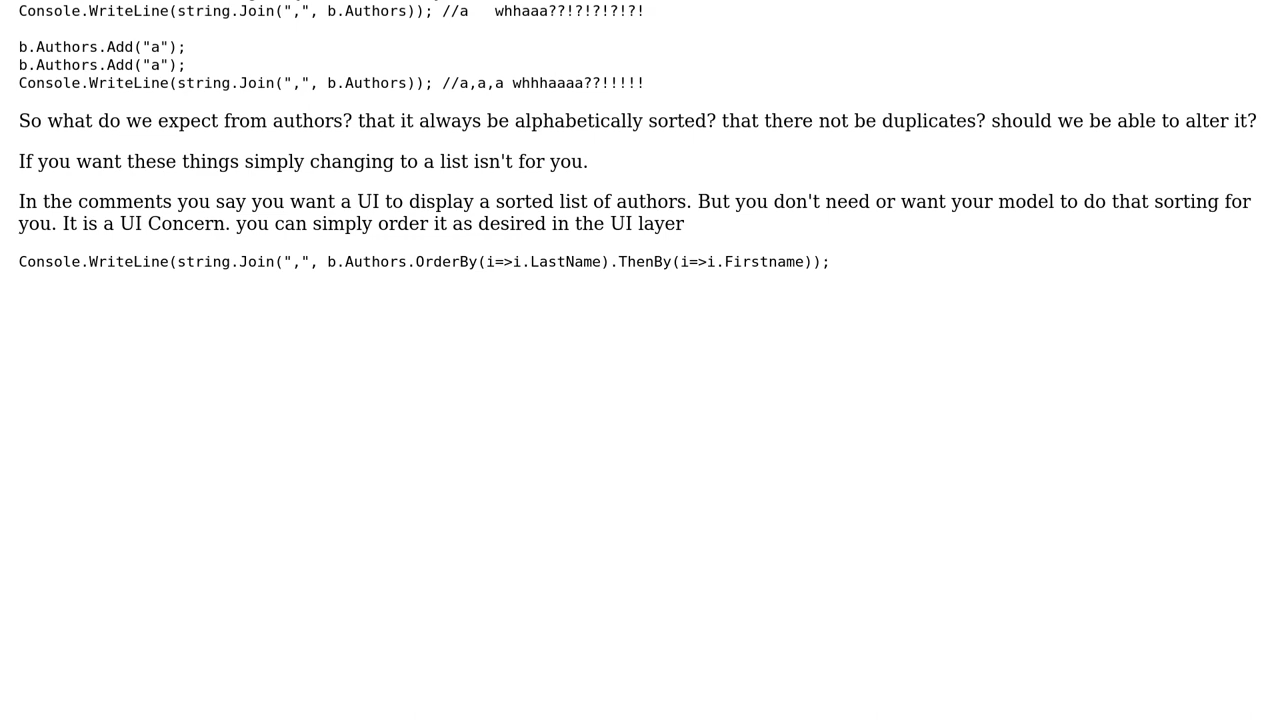 Console.WriteLine(string.Join(",", b.Authors)); //a   whhaaa??!?!?!?!?!
b.Authors.Add("a");
b.Authors.Add("a");
Console.WriteLine(string.Join(",", b.Authors)); //a,a,a whhhaaaa??!!!!!
So what do we expect from authors? that it always be alphabetically sorted? that there not be duplicates? should we be able to alter it?
If you want these things simply changing to a list isn't for you.
In the comments you say you want a UI to display a sorted list of authors. But you don't need or want your model to do that sorting for
you. It is a UI Concern. you can simply order it as desired in the UI layer
Console.WriteLine(string.Join(",", b.Authors.OrderBy(i=>i.LastName).ThenBy(i=>i.Firstname));